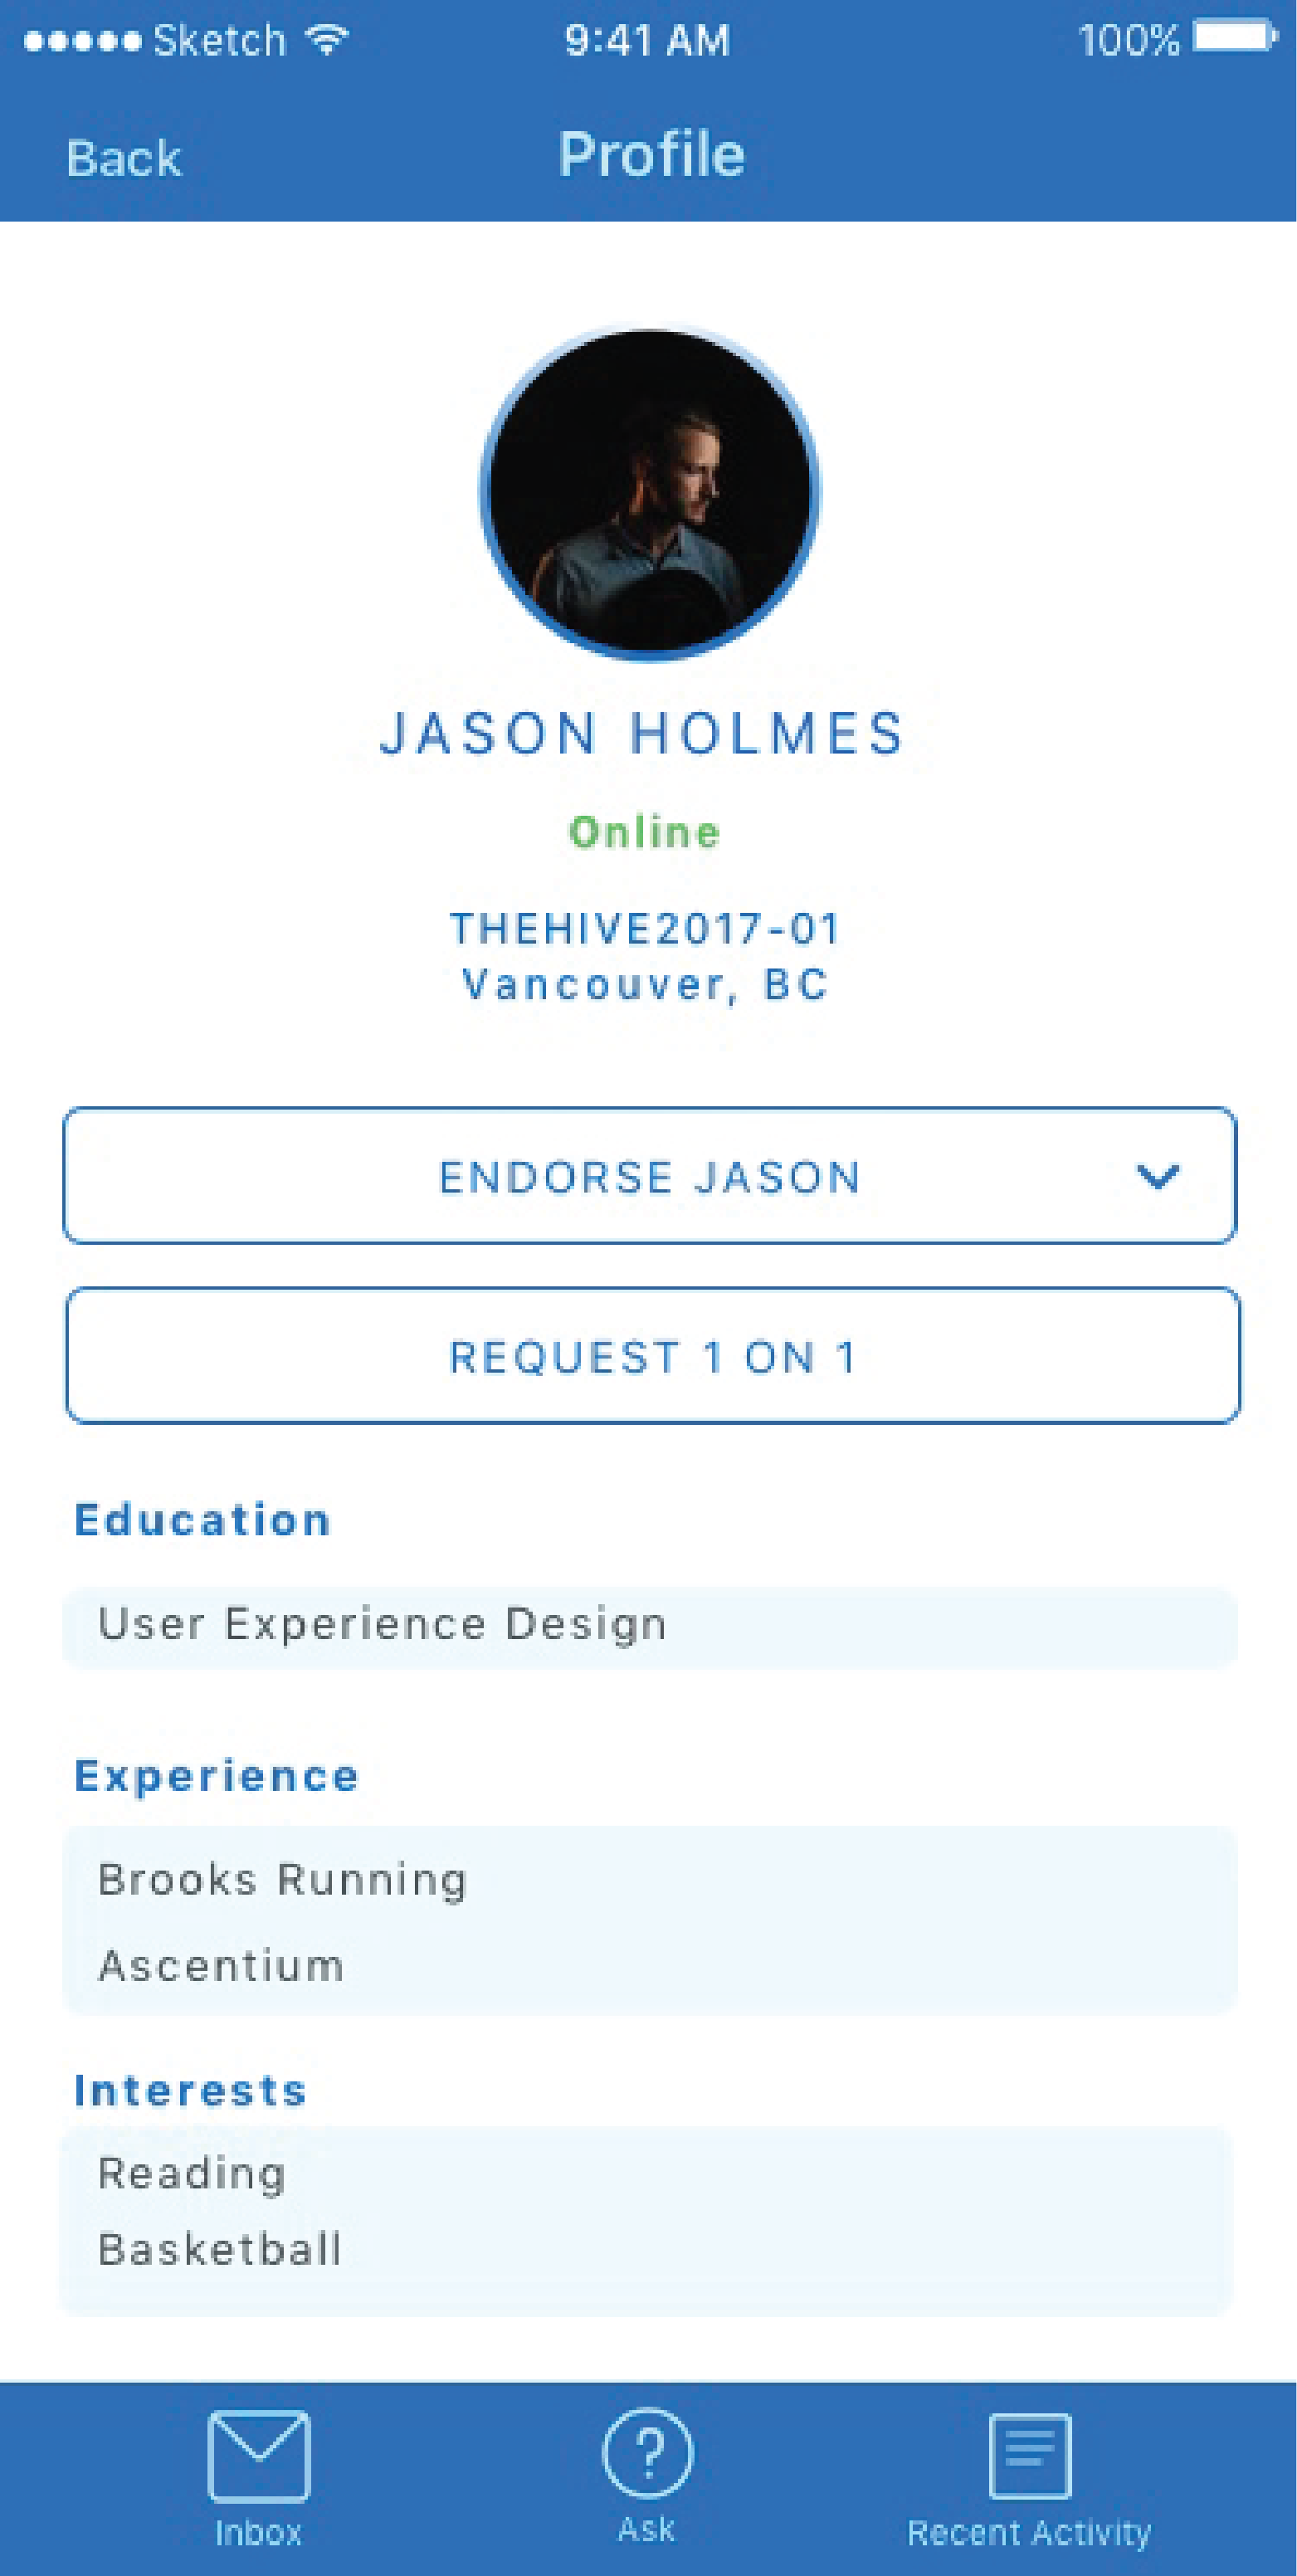 Sketch 9:41 AM 100%
Back Profile
JASON HOLMES
Online
THEHIVE2017-01
Vancouver, BC
ENDORSE JASON
REQUEST 1 ON 1
Education
User Experience Design
Experience
Brooks Running
Ascentium
Interests
Reading
Basketball
Inbox Ask Recent Activity